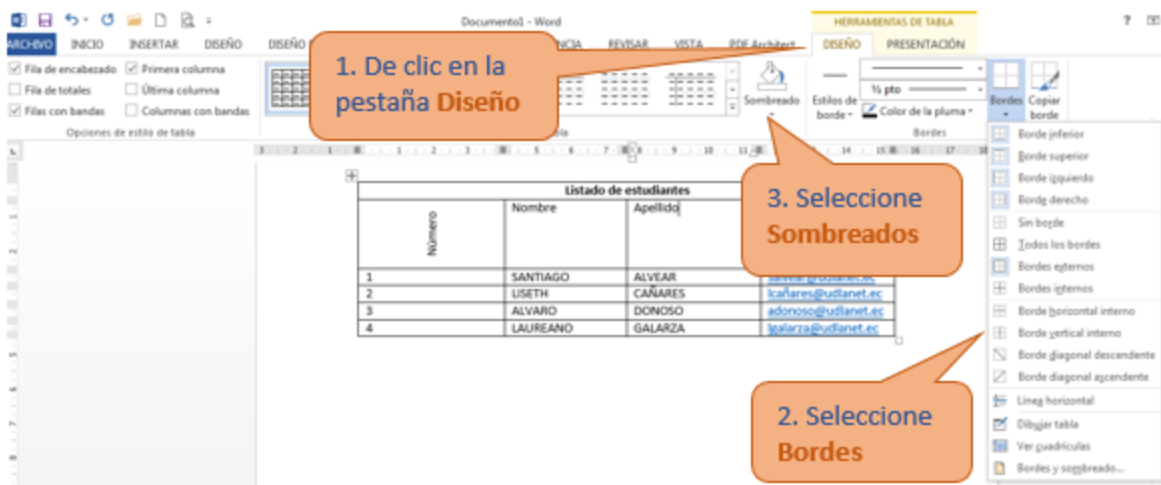 Documento1 - Word
HERRAMIENTAS DE TABLA
ARCHIVO INICIO INSERTAR DISEÑO DISEÑO REVISAR VISTA PDF Architect DISEÑO PRESENTACIÓN
Fila de encabezado Primera columna
Fila de totales Última columna
Filas con bandas Columnas con bandas
Opciones de estilo de tabla
1. De clic en la
pestaña Diseño
Sombreado
Estilos de
borde
½ pto
Color de la pluma
Bordes
Bordes
Copiar
borde
Borde inferior
Borde superior
Borde izquierdo
Borde derecho
Sin borde
Todos los bordes
Bordes externos
Bordes internos
Borde horizontal interno
Borde vertical interno
Borde diagonal descendente
Borde diagonal ascendente
Línea horizontal
Dibujar tabla
Ver cuadrículas
Bordes y sombreado...
Listado de estudiantes
Número Nombre Apellido
1 SANTIAGO ALVEAR salvear@udlanet.ec
2 LISETH CAÑARES lcañares@udlanet.ec
3 ALVARO DONOSO adonoso@udlanet.ec
4 LAUREANO GALARZA lgalarza@udlanet.ec
3. Seleccione
Sombreados
2. Seleccione
Bordes